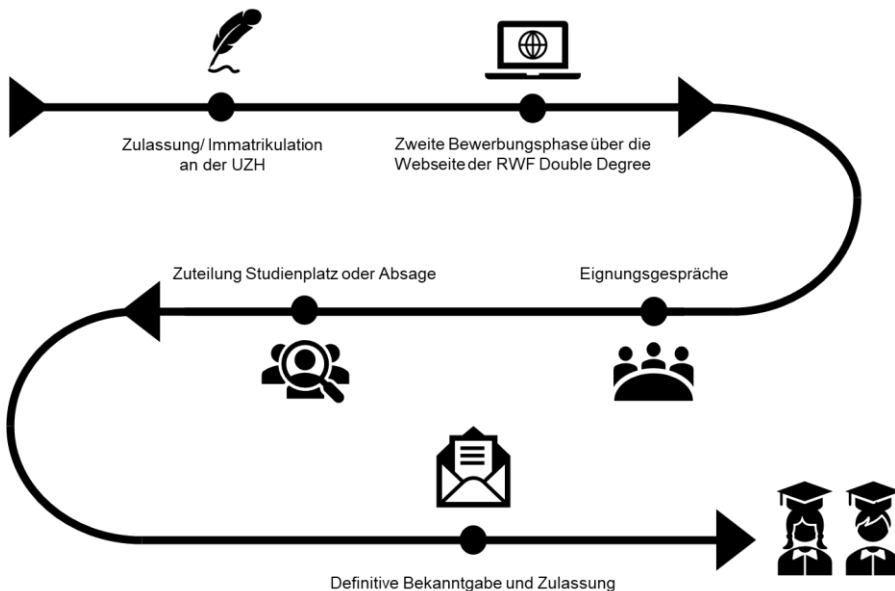 Zulassung/ Immatrikulation
an der UZH
Zweite Bewerbungsphase über die
Webseite der RWF Double Degree
Eignungsgespräche
Zuteilung Studienplatz oder Absage
Definitive Bekanntgabe und Zulassung